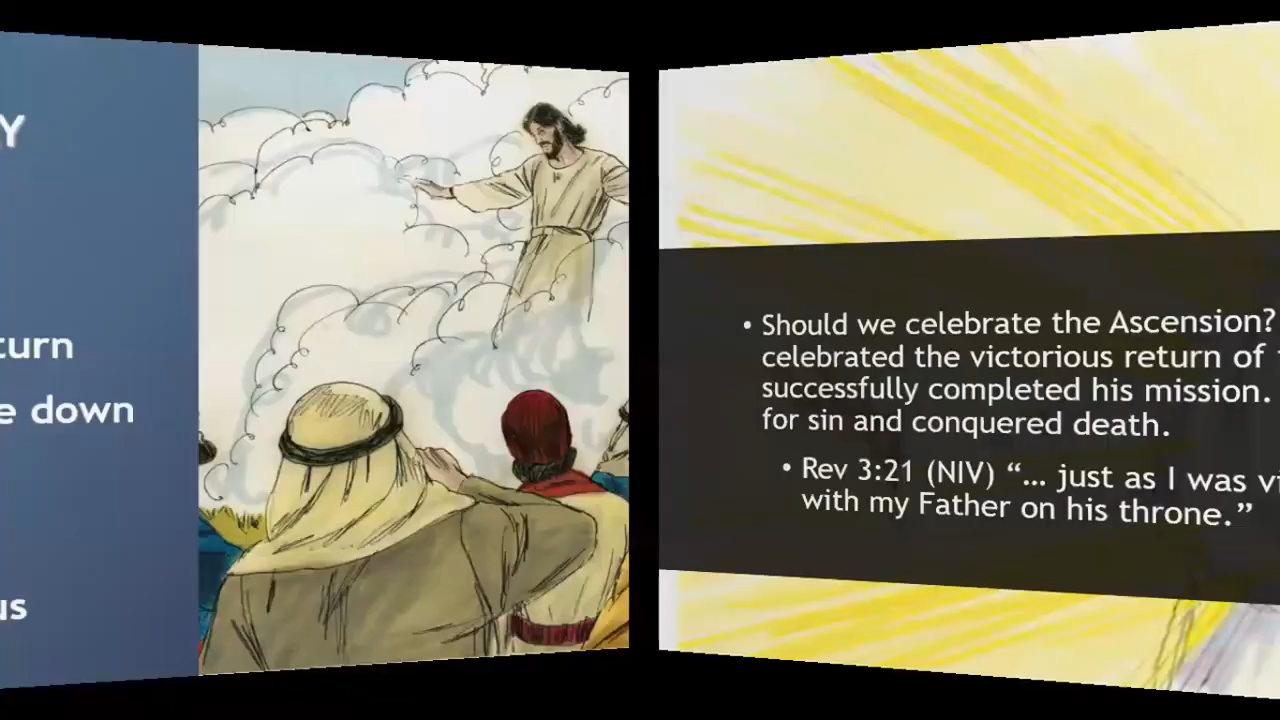 Y
turn
e down
us
• Should we celebrate the Ascension?
celebrated the victorious return of
successfully completed his mission.
for sin and conquered death.
• Rev 3:21 (NIV) “... just as I was
with my Father on his throne.”